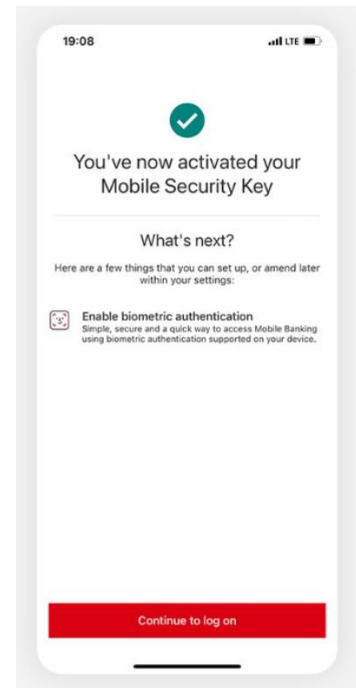 19:08
LTE
You've now activated your
Mobile Security Key
What's next?
Here are a few things that you can set up, or amend later
within your settings:
Enable biometric authentication
Simple, secure and a quick way to access Mobile Banking
using biometric authentication supported on your device.
Continue to log on